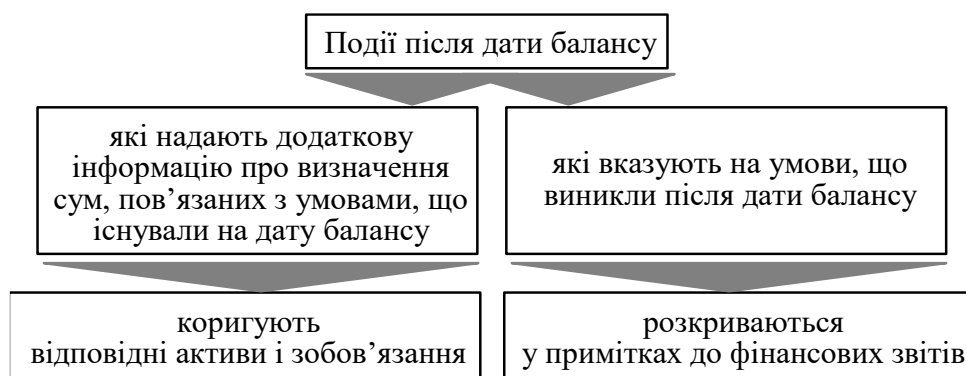 Події після дати балансу
які надають додаткову
інформацію про визначення
сум, пов’язаних з умовами, що
існували на дату балансу
які вказують на умови, що
виникли після дати балансу
коригують
відповідні активи і зобов’язання
розкриваються
у примітках до фінансових звітів